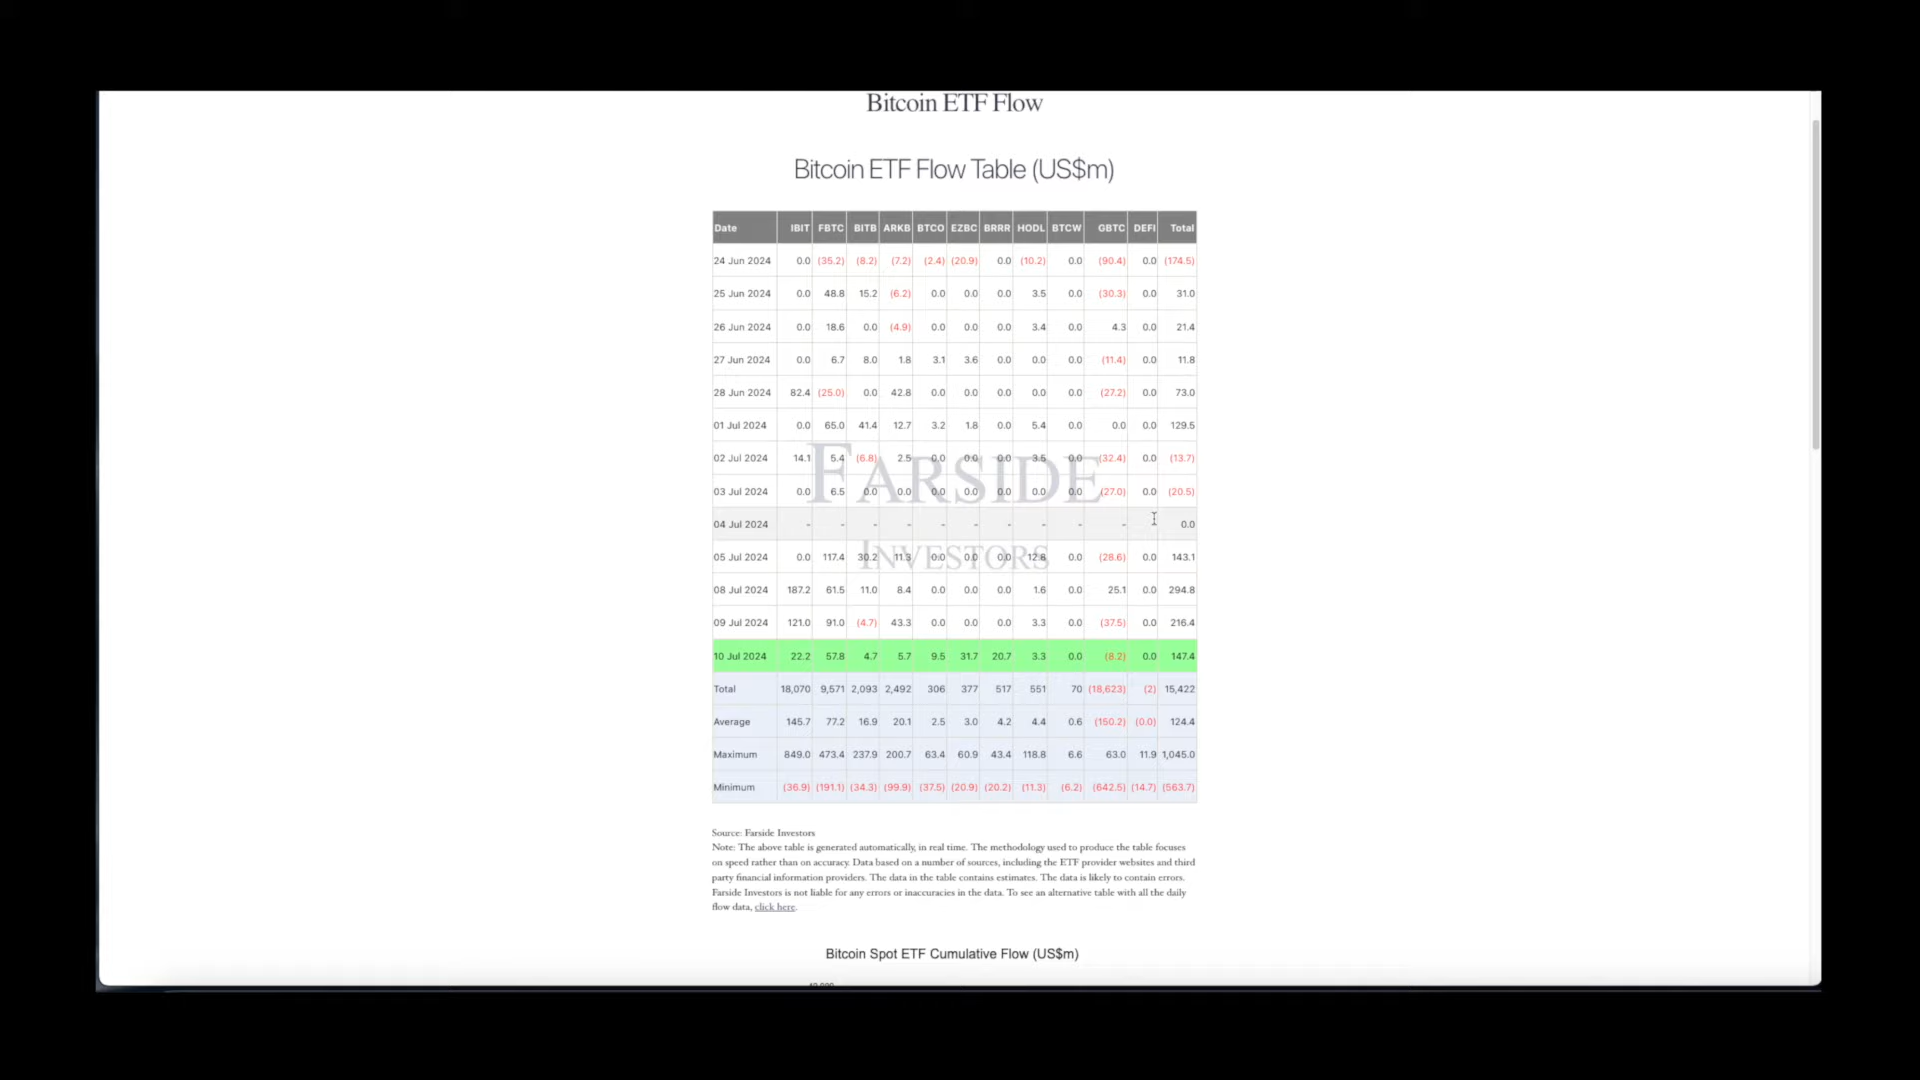 Bitcoin ETF Flow
Bitcoin ETF Flow Table (US$m)
Date IBIT FBTC BITB ARKB BTCO EZBC BRRR HODL BTCW GBTC DEFI Total
24 Jun 2024 0.0 (35.2) (8.2) (7.2) (2.4) (20.9) 0.0 (10.2) 0.0 (90.4) 0.0 (174.5)
25 Jun 2024 0.0 48.8 15.2 (6.2) 0.0 0.0 0.0 3.5 0.0 (30.3) 0.0 31.0
26 Jun 2024 0.0 18.6 0.0 (4.9) 0.0 0.0 0.0 3.4 0.0 4.3 0.0 21.4
27 Jun 2024 0.0 6.7 8.0 1.8 3.1 3.6 0.0 0.0 0.0 (11.4) 0.0 11.8
28 Jun 2024 82.4 (25.0) 0.0 42.8 0.0 0.0 0.0 0.0 0.0 (27.2) 0.0 73.0
01 Jul 2024 0.0 65.0 41.4 12.7 3.2 1.8 0.0 5.4 0.0 0.0 0.0 129.5
02 Jul 2024 14.1 5.4 (6.8) 2.5 0.0 0.0 0.0 3.5 0.0 (32.4) 0.0 (13.7)
FARSIDE
03 Jul 2024 0.0 6.5 0.0 0.0 0.0 0.0 0.0 0.0 0.0 (27.0) 0.0 (20.5)
04 Jul 2024 - - - - - - - - - - 0.0
05 Jul 2024 0.0 117.4 30.2 11.3 0.0 0.0 0.0 12.8 0.0 (28.6) 0.0 143.1
INVESTORS
08 Jul 2024 187.2 61.5 11.0 8.4 0.0 0.0 0.0 1.6 0.0 25.1 0.0 294.8
09 Jul 2024 121.0 91.0 (4.7) 43.3 0.0 0.0 0.0 3.3 0.0 (37.5) 0.0 216.4
10 Jul 2024 22.2 57.8 4.7 5.7 9.5 31.7 20.7 3.3 0.0 (8.2) 0.0 147.4
Total 18,070 9,571 2,093 2,492 306 377 517 551 70 (18,623) (2) 15,422
Average 145.7 77.2 16.9 20.1 2.5 3.0 4.2 4.4 0.6 (150.2) (0.0) 124.4
Maximum 849.0 473.4 237.9 200.7 63.4 60.9 43.4 118.8 6.6 63.0 11.9 1,045.0
Minimum (36.9) (191.1) (34.3) (99.9) (37.5) (20.9) (20.2) (11.3) (6.2) (642.5) (14.7) (563.7)
Source: Farside Investors
Note: The above table is generated automatically, in real time. The methodology used to produce the table focuses
on speed rather than on accuracy. Data based on a number of sources, including the ETF provider websites and third
party financial information providers. The data in the table contains estimates. The data is likely to contain errors.
Farside Investors is not liable for any errors or inaccuracies in the data. To see an alternative table with all the daily
flow data, click here.
Bitcoin Spot ETF Cumulative Flow (US$m)